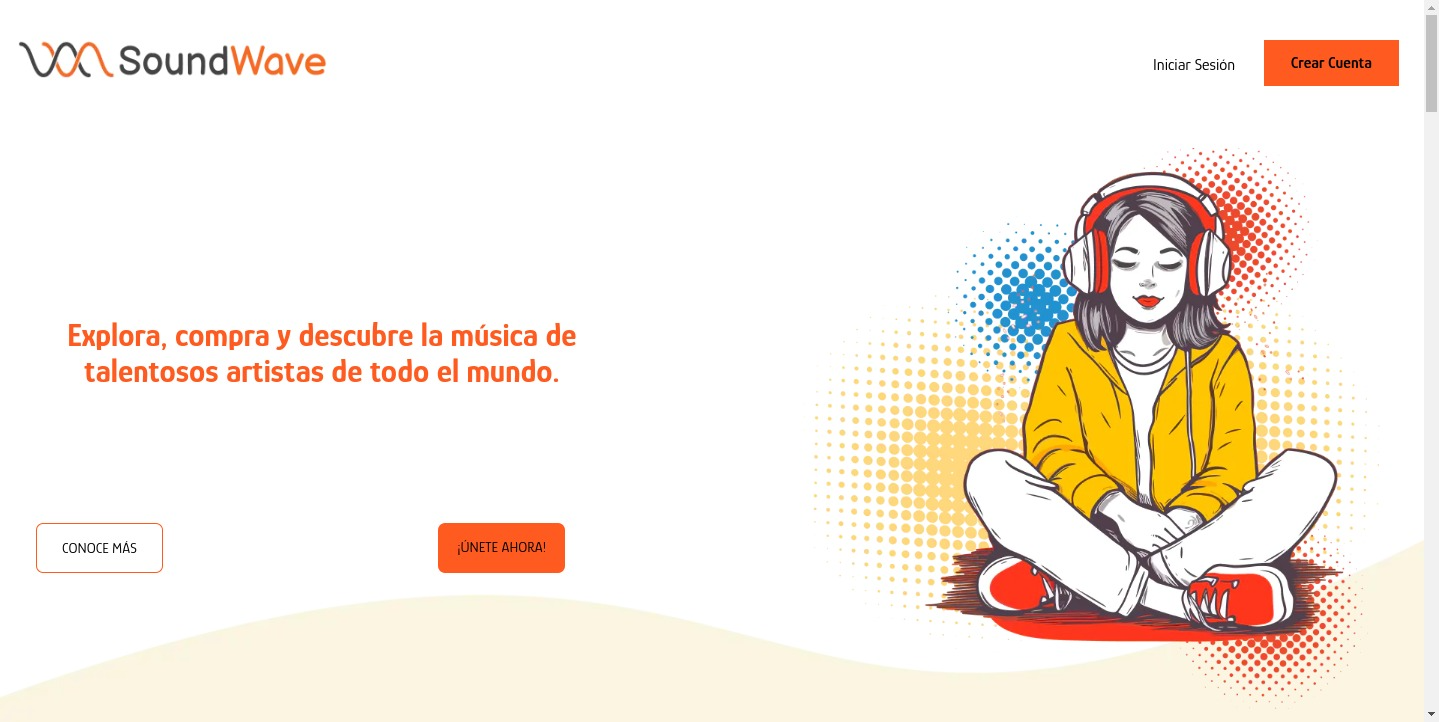 SoundWave
Iniciar Sesión
Crear Cuenta
Explora, compra y descubre la música de
talentosos artistas de todo el mundo.
CONOCE MÁS
¡ÚNETE AHORA!